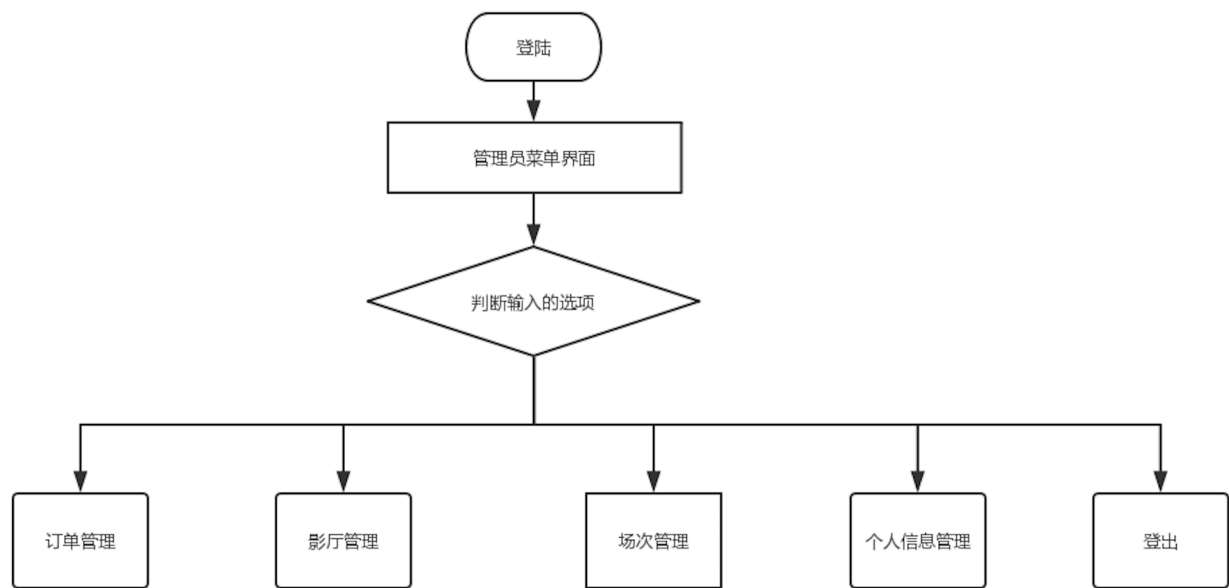 登陆
管理员菜单界面
判断输入的选项
订单管理
影厅管理
场次管理
个人信息管理
登出